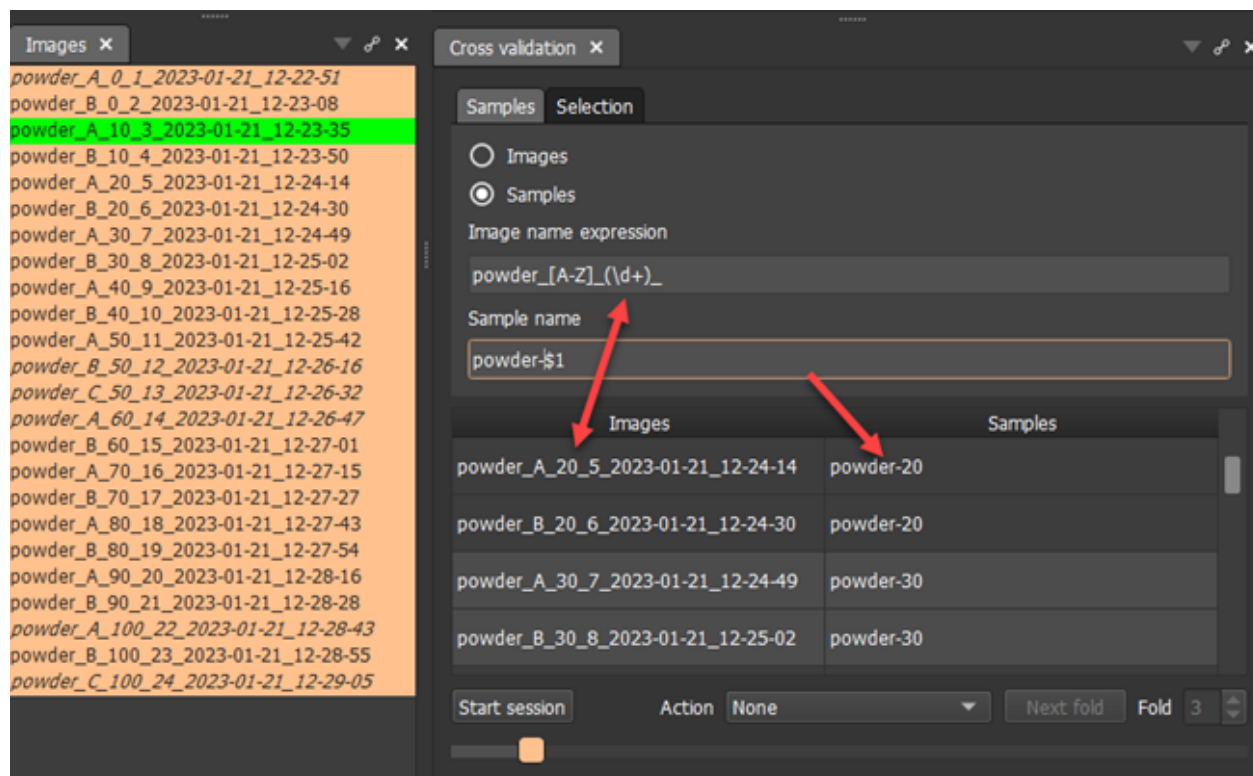 Images
powder_A_0_1_2023-01-21_12-22-51
powder_B_0_2_2023-01-21_12-23-08
powder_A_10_3_2023-01-21_12-23-35
powder_B_10_4_2023-01-21_12-23-50
powder_A_20_5_2023-01-21_12-24-14
powder_B_20_6_2023-01-21_12-24-30
powder_A_30_7_2023-01-21_12-24-49
powder_B_30_8_2023-01-21_12-25-02
powder_A_40_9_2023-01-21_12-25-16
powder_B_40_10_2023-01-21_12-25-28
powder_A_50_11_2023-01-21_12-25-42
powder_B_50_12_2023-01-21_12-26-16
powder_C_50_13_2023-01-21_12-26-32
powder_A_60_14_2023-01-21_12-26-47
powder_B_60_15_2023-01-21_12-27-01
powder_A_70_16_2023-01-21_12-27-15
powder_B_70_17_2023-01-21_12-27-27
powder_A_80_18_2023-01-21_12-27-43
powder_B_80_19_2023-01-21_12-27-54
powder_A_90_20_2023-01-21_12-28-16
powder_B_90_21_2023-01-21_12-28-28
powder_A_100_22_2023-01-21_12-28-43
powder_B_100_23_2023-01-21_12-28-55
powder_C_100_24_2023-01-21_12-29-05
Cross validation
Samples Selection
Images
Samples
Image name expression
powder_[A-Z]_(\d+)_
Sample name
powder-$1
Images Samples
powder_A_20_5_2023-01-21_12-24-14 powder-20
powder_B_20_6_2023-01-21_12-24-30 powder-20
powder_A_30_7_2023-01-21_12-24-49 powder-30
powder_B_30_8_2023-01-21_12-25-02 powder-30
Start session Action None Next fold Fold 3